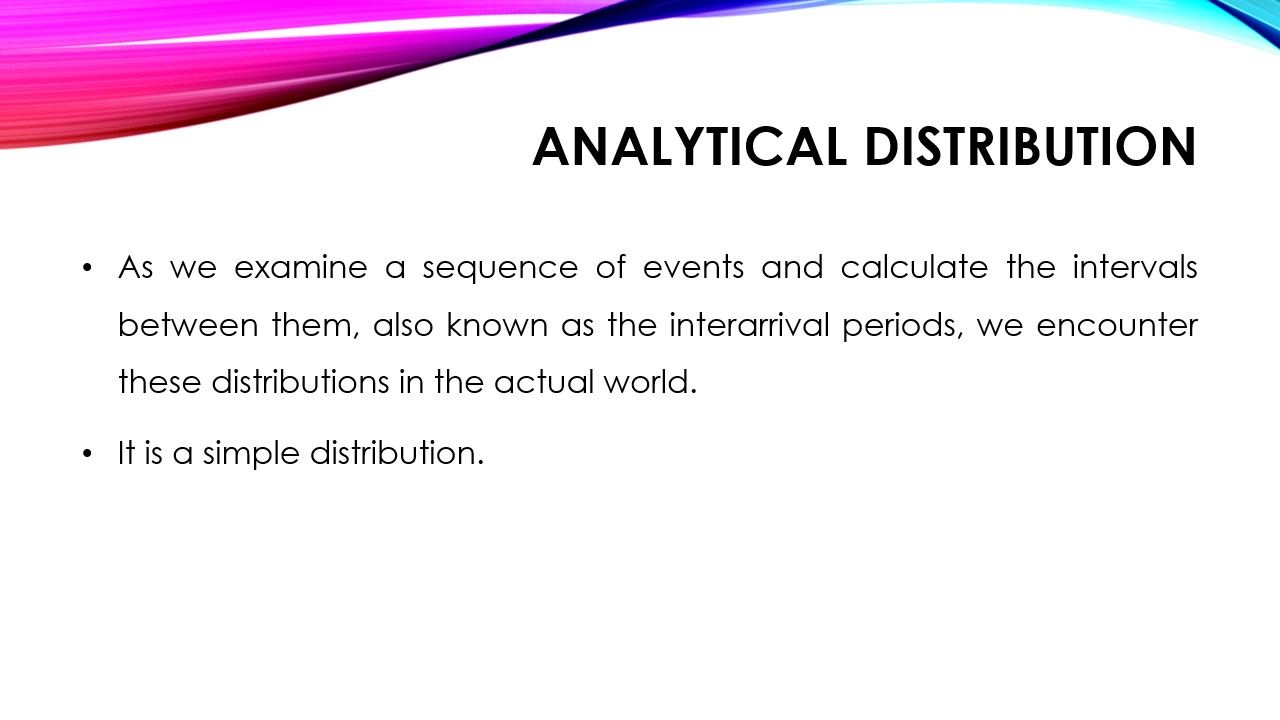 ANALYTICAL DISTRIBUTION
• As we examine a sequence of events and calculate the intervals
between them, also known as the interarrival periods, we encounter
these distributions in the actual world.
• It is a simple distribution.